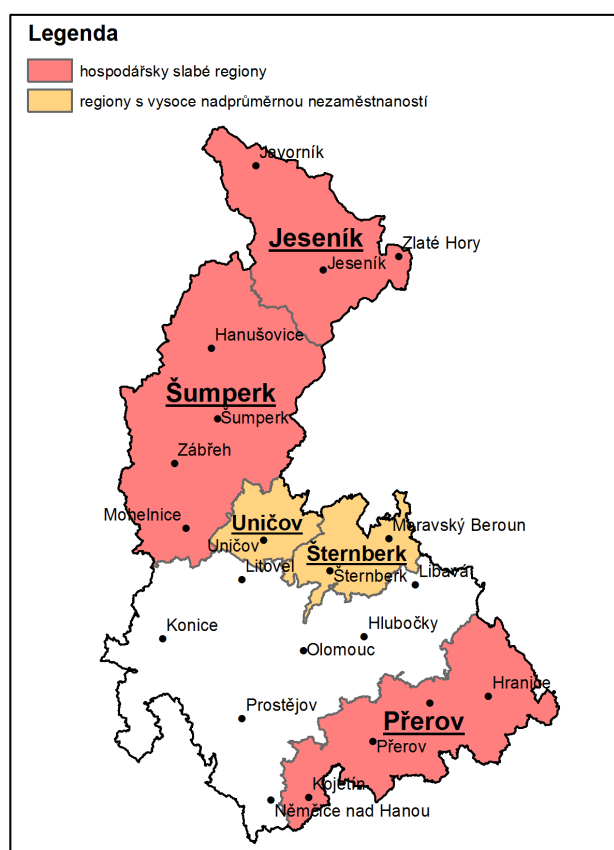 Legenda
hospodářsky slabé regiony
regiony s vysoce nadprůměrnou nezaměstnaností
Javorník
Jeseník
Zlaté Hory
Jeseník
Hanušovice
Šumperk
Šumperk
Zábřeh
Mohelnice
Uničov
Moravský Beroun
Uničov
Šternberk
Litovel
Šternberk
Libavá
Konice
Hlubočky
Olomouc
Hranice
Prostějov
Přerov
Přerov
Kojetín
Němčice nad Hanou